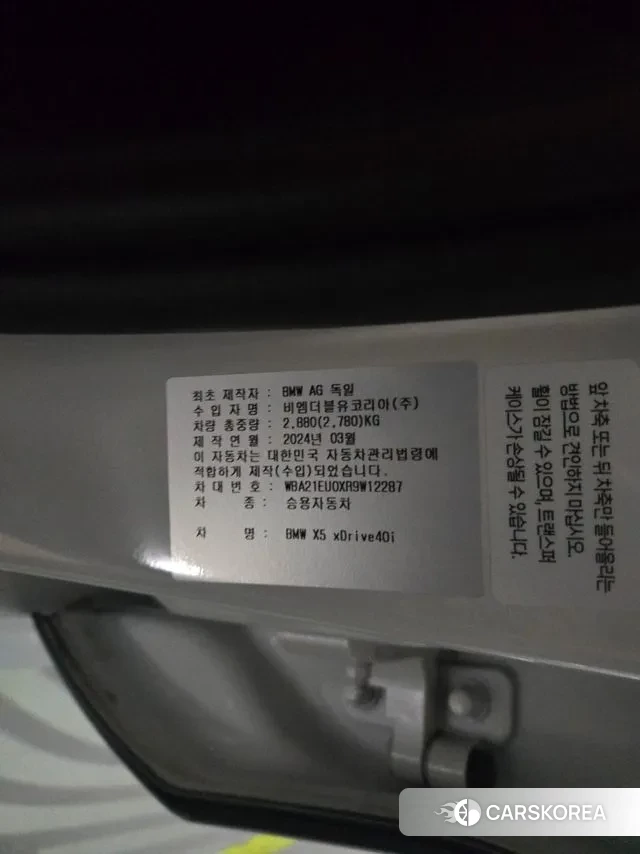 최초 제작자 : BMW AG 독일
수 입 자 명 : 비엠더블유코리아(주)
차량 총중량 : 2,880(2,780)KG
제 작 연 월 : 2024년 03월
이 자동차는 대한민국 자동차관리법령에
적합하게 제작(수입)되었습니다.
차 대 번 호 : WBA21EU0XR9W12287
차 종 : 승용자동차
차 명 : BMW X5 xDrive40i
앞 차축 또는 뒤 차축만 들어올리는
방법으로 견인하지 마십시오.
휠이 잠길 수 있으며, 트랜스퍼
케이스가 손상될 수 있습니다.
CARSKOREA